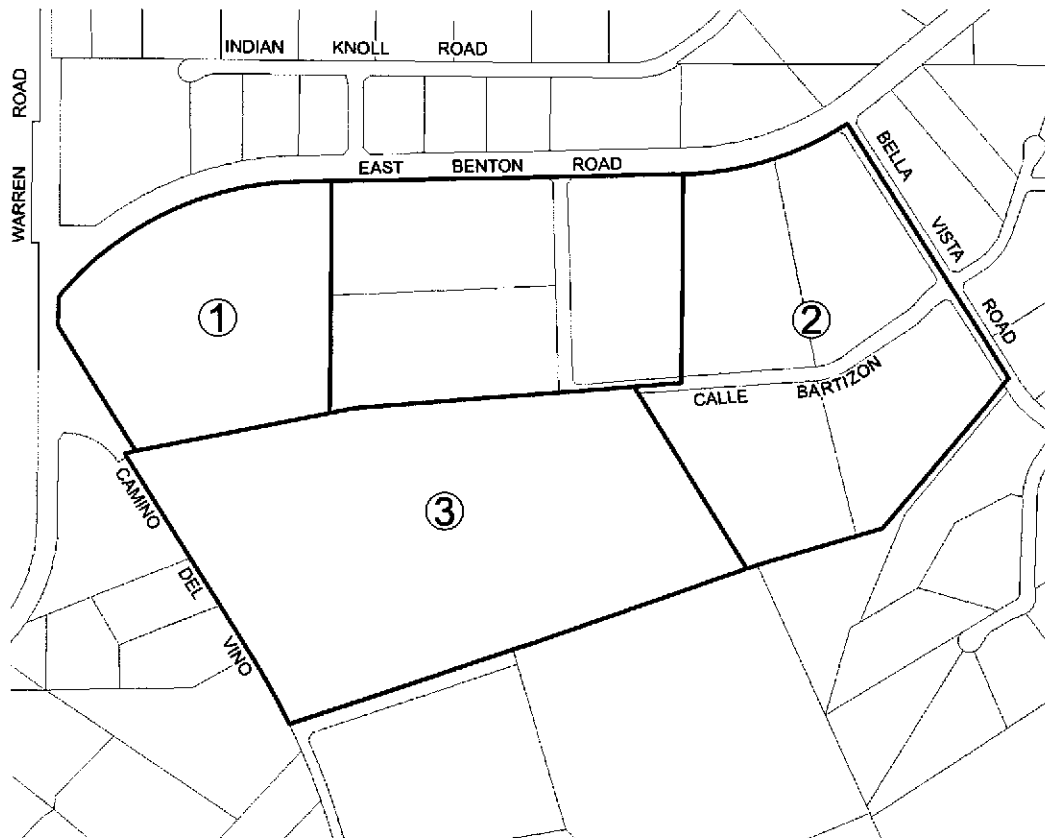 INDIAN KNOLL ROAD
WARREN ROAD
EAST BENTON ROAD
BELLA VISTA ROAD
1
2
CALLE BARTIZON
3
CAMINO DEL VINO